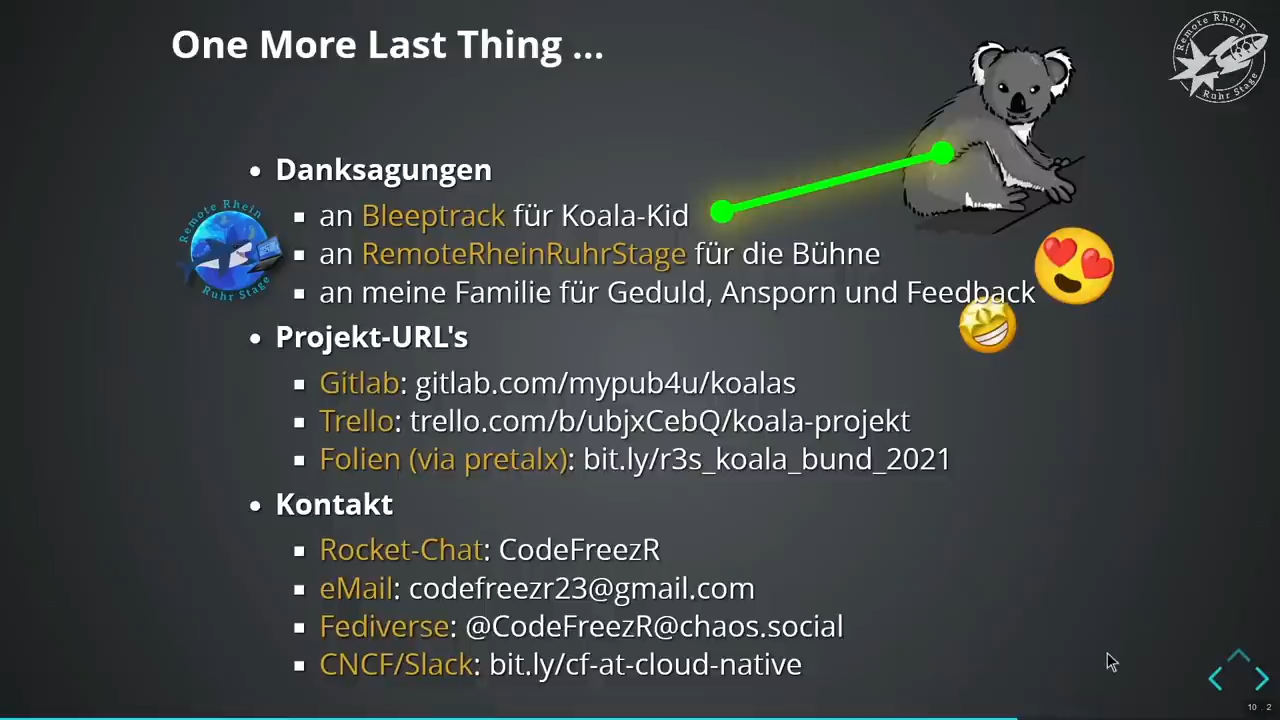 One More Last Thing ...
Remote Rhein
Ruhr Stage
• Danksagungen
▪ an Bleeptrack für Koala-Kid
▪ an RemoteRheinRuhrStage für die Bühne
▪ an meine Familie für Geduld, Ansporn und Feedback
Remote Rhein
Ruhr Stage
• Projekt-URL's
▪ Gitlab: gitlab.com/mypub4u/koalas
▪ Trello: trello.com/b/ubjxCebQ/koala-projekt
▪ Folien (via pretalx): bit.ly/r3s_koala_bund_2021
• Kontakt
▪ Rocket-Chat: CodeFreezR
▪ eMail: codefreezr23@gmail.com
▪ Fediverse: @CodeFreezR@chaos.social
▪ CNCF/Slack: bit.ly/cf-at-cloud-native
10 . 2